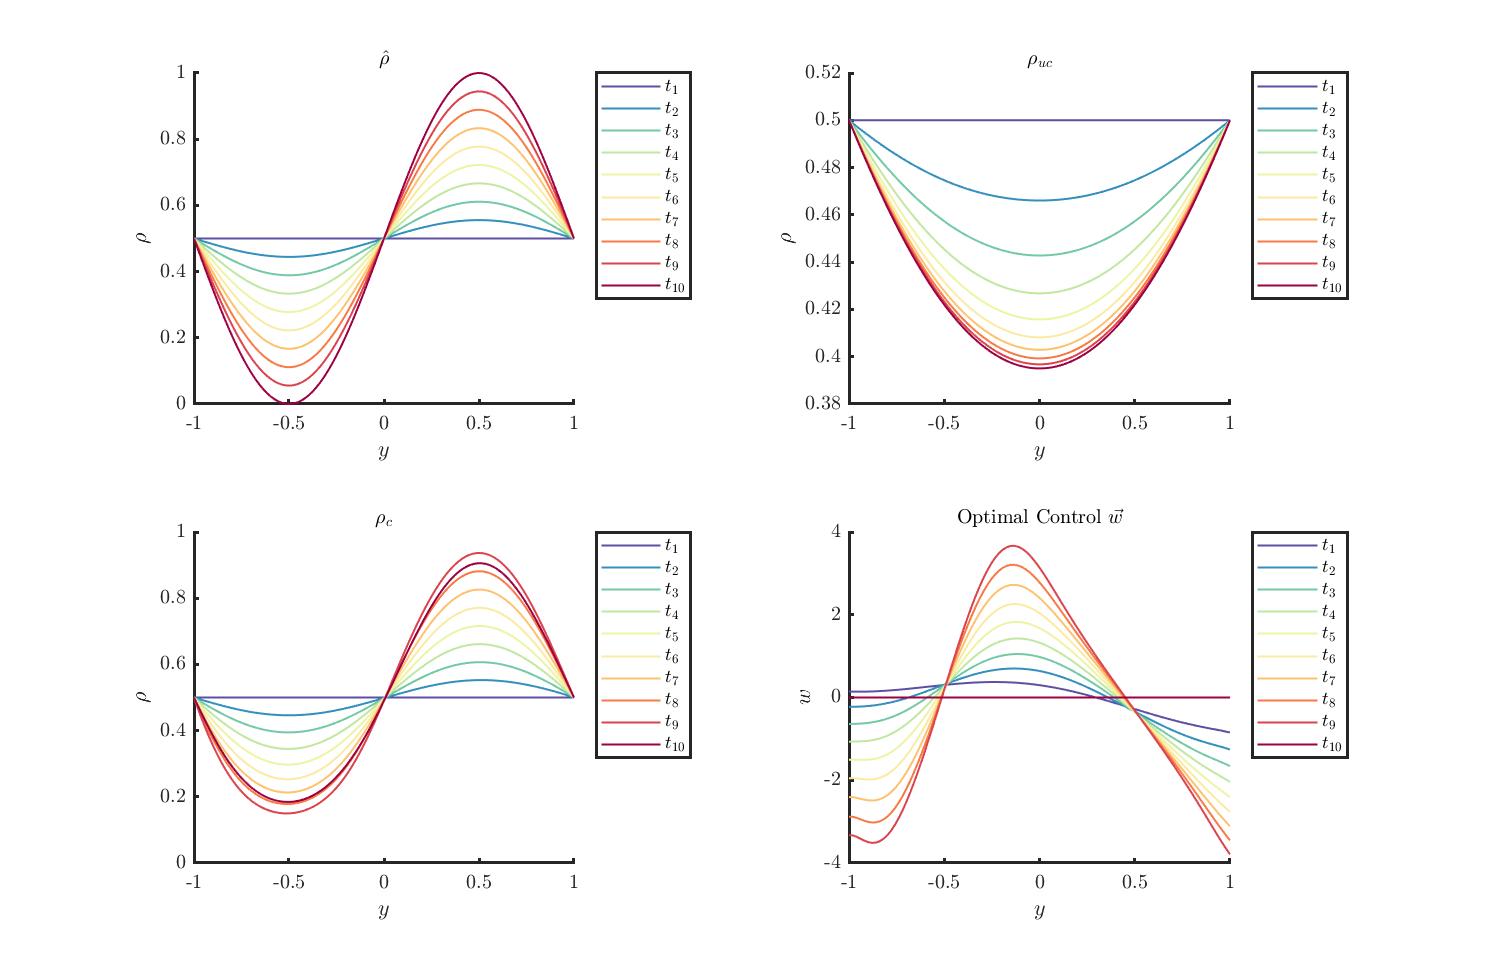 ρ̂
1
0.8
0.6
0.4
0.2
0
-1 -0.5 0 0.5 1
ρ
y
t₁
t₂
t₃
t₄
t₅
t₆
t₇
t₈
t₉
t₁₀
ρ_uc
0.52
0.5
0.48
0.46
0.44
0.42
0.4
0.38
-1 -0.5 0 0.5 1
ρ
y
t₁
t₂
t₃
t₄
t₅
t₆
t₇
t₈
t₉
t₁₀
ρ_c
1
0.8
0.6
0.4
0.2
0
-1 -0.5 0 0.5 1
ρ
y
t₁
t₂
t₃
t₄
t₅
t₆
t₇
t₈
t₉
t₁₀
Optimal Control w⃗
4
2
0
-2
-4
-1 -0.5 0 0.5 1
w
y
t₁
t₂
t₃
t₄
t₅
t₆
t₇
t₈
t₉
t₁₀